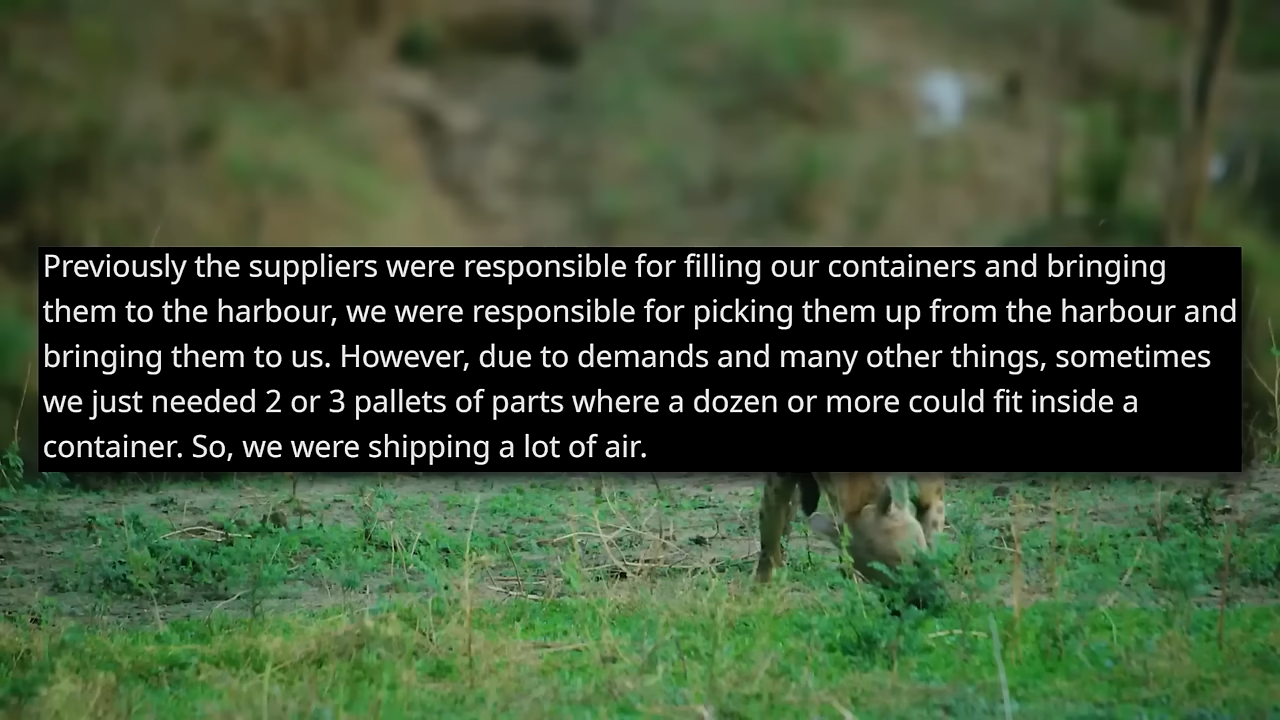 Previously the suppliers were responsible for filling our containers and bringing
them to the harbour, we were responsible for picking them up from the harbour and
bringing them to us. However, due to demands and many other things, sometimes
we just needed 2 or 3 pallets of parts where a dozen or more could fit inside a
container. So, we were shipping a lot of air.